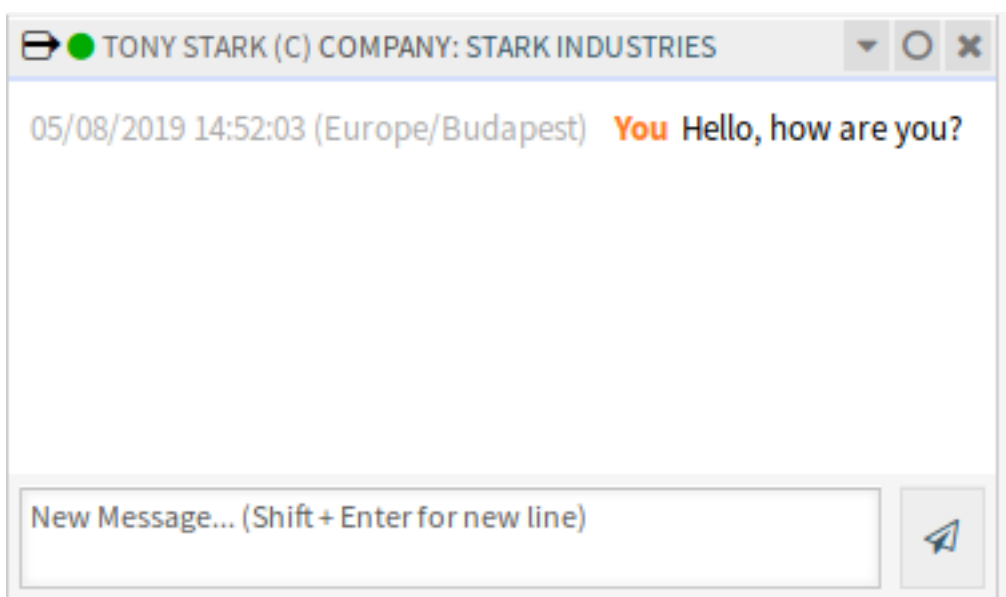 TONY STARK (C) COMPANY: STARK INDUSTRIES
05/08/2019 14:52:03 (Europe/Budapest) You Hello, how are you?
New Message... (Shift + Enter for new line)